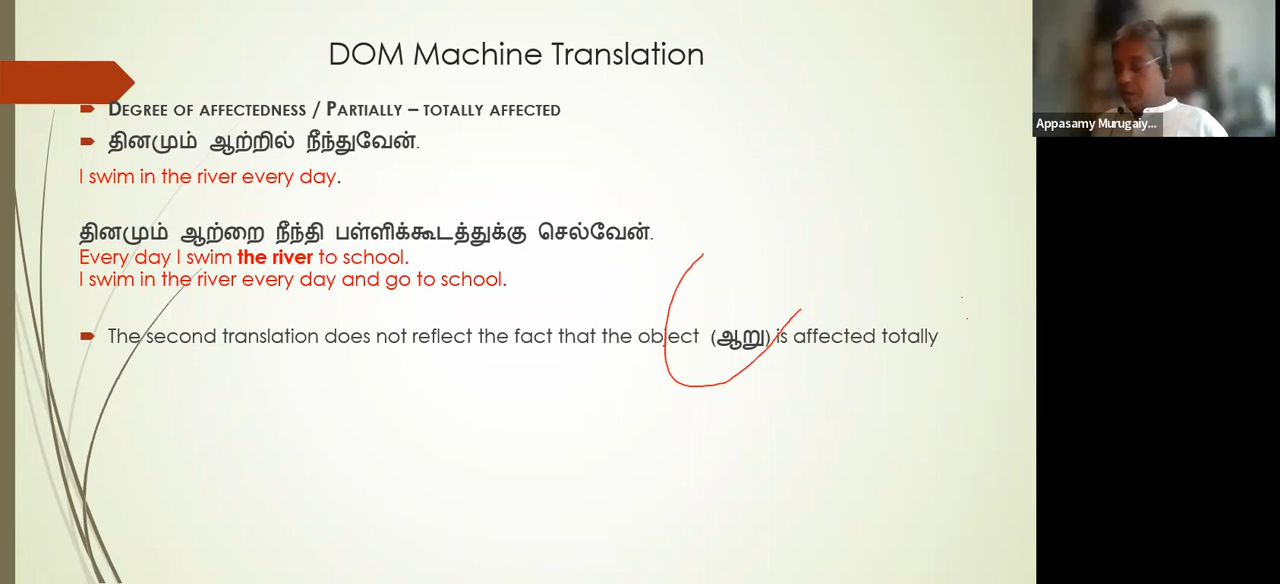 DOM Machine Translation
DEGREE OF AFFECTEDNESS / PARTIALLY – TOTALLY AFFECTED
தினமும் ஆற்றில் நீந்துவேன்.
I swim in the river every day.
தினமும் ஆற்றை நீந்தி பள்ளிக்கூடத்துக்கு செல்வேன்.
Every day I swim the river to school.
I swim in the river every day and go to school.
The second translation does not reflect the fact that the object (ஆறு) is affected totally
Appasamy Murugaiy...